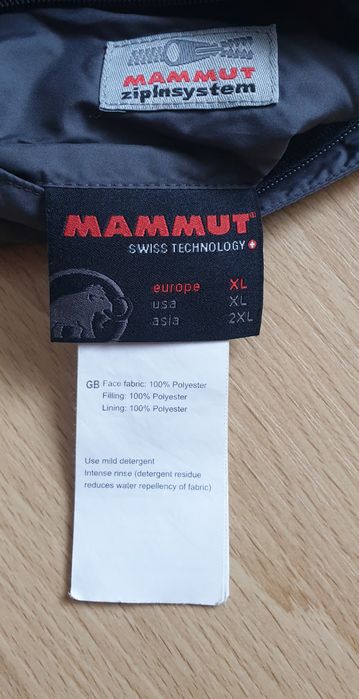 MAMMUT
zipInsystem
MAMMUT
SWISS TECHNOLOGY
europe XL
usa XL
asia 2XL
GB Face fabric: 100% Polyester
Filling: 100% Polyester
Lining: 100% Polyester
Use mild detergent
Intense rinse (detergent residue
reduces water repellency of fabric)